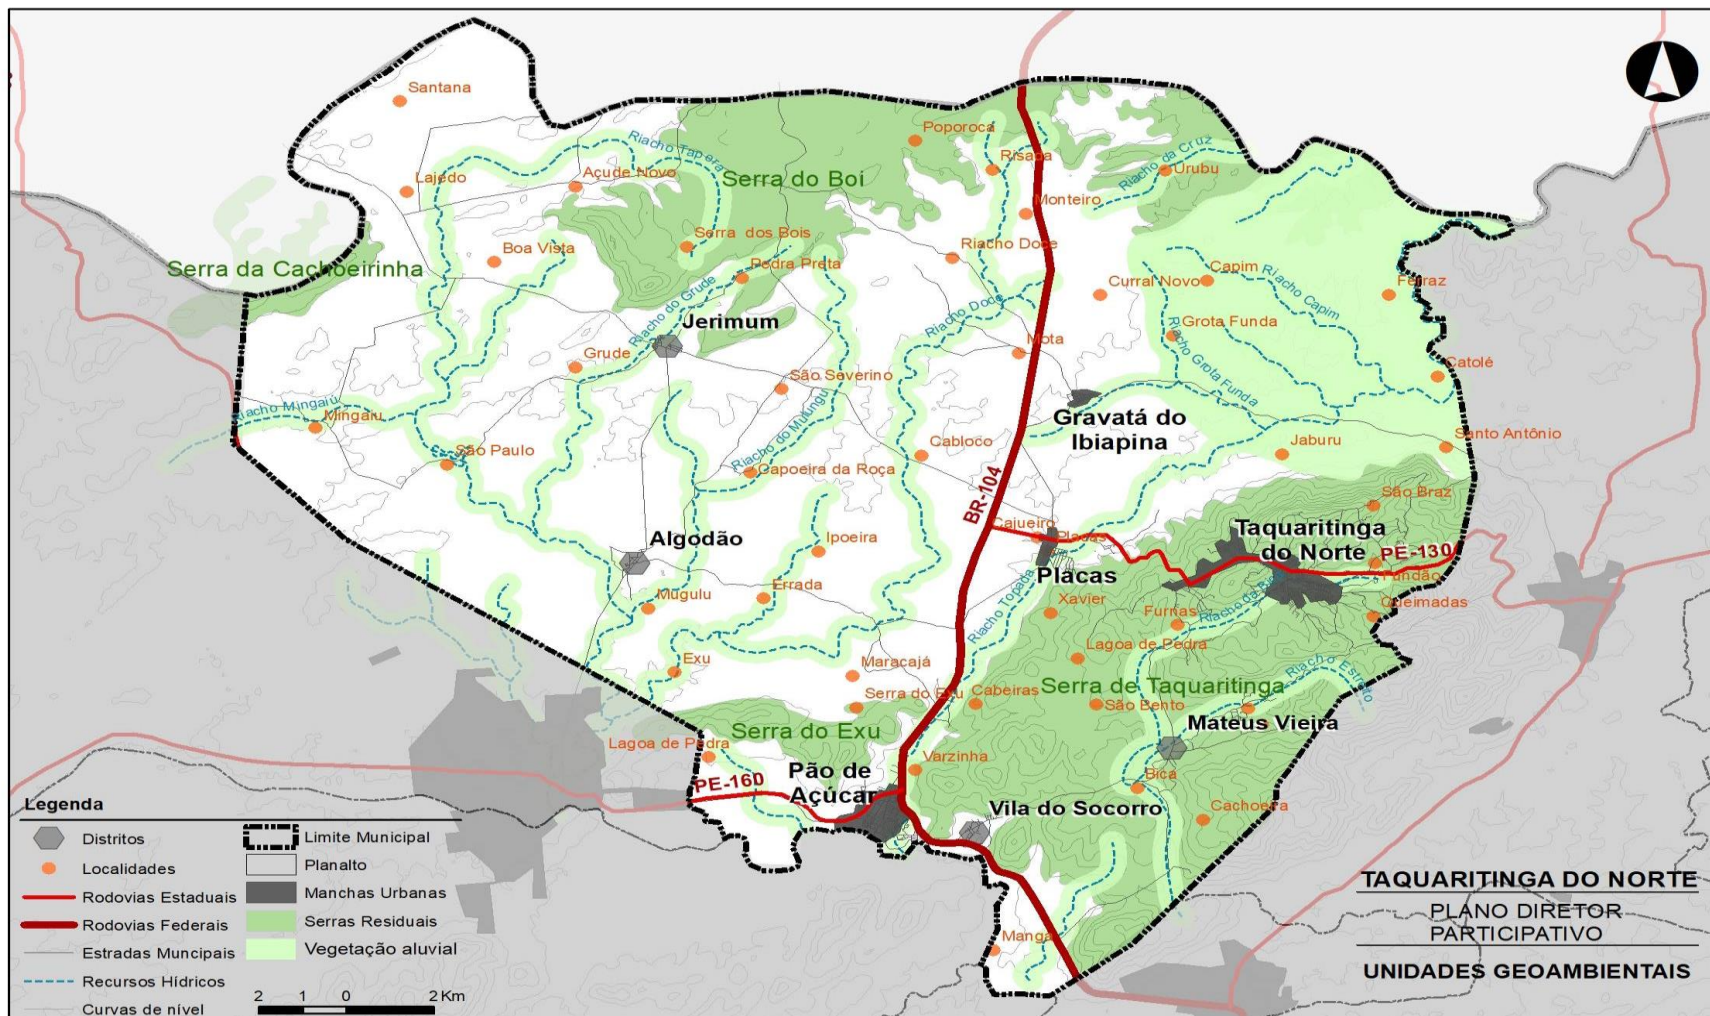 Santana
Poporoca
Riacho Tapera
Risada
Riacho da Cruz
Urubu
Açude Novo
Lajedo
Serra do Boi
Monteiro
Serra dos Bois
Riacho Doce
Boa Vista
Serra da Cachoeirinha
Pedra Preta
Capim
Riacho Capim
Curral Novo
Ferraz
Riacho do Grude
Riacho Doce
Jerimum
Grota Funda
Riacho Grota Funda
Mota
Grude
Catolé
São Severino
Riacho Mingaiú
Mingaiu
Riacho do Mulungu
Gravatá do
Ibiapina
Cabloco
Jaburu
Santo Antônio
São Paulo
Capoeira da Roça
BR-104
São Braz
Cajueiro
Placas
Taquaritinga
do Norte
PE-130
Algodão
Ipoeira
Placas
Fundão
Errada
Mugulu
Riacho Topada
Xavier
Furnas
Riacho da Bica
Queimadas
Exu
Maracajá
Lagoa de Pedra
Riacho Estreito
Serra do Exu
Cabeiras
Serra de Taquaritinga
São Bento
Mateus Vieira
Serra do Exu
Lagoa de Pedra
Varzinha
PE-160
Pão de
Açúcar
Bica
Vila do Socorro
Cachoeira
Manga
Legenda
Distritos
Localidades
Rodovias Estaduais
Rodovias Federais
Estradas Muncipais
Recursos Hídricos
Curvas de nível
Limite Municipal
Planalto
Manchas Urbanas
Serras Residuais
Vegetação aluvial
2 1 0 2 Km
TAQUARITINGA DO NORTE
PLANO DIRETOR
PARTICIPATIVO
UNIDADES GEOAMBIENTAIS